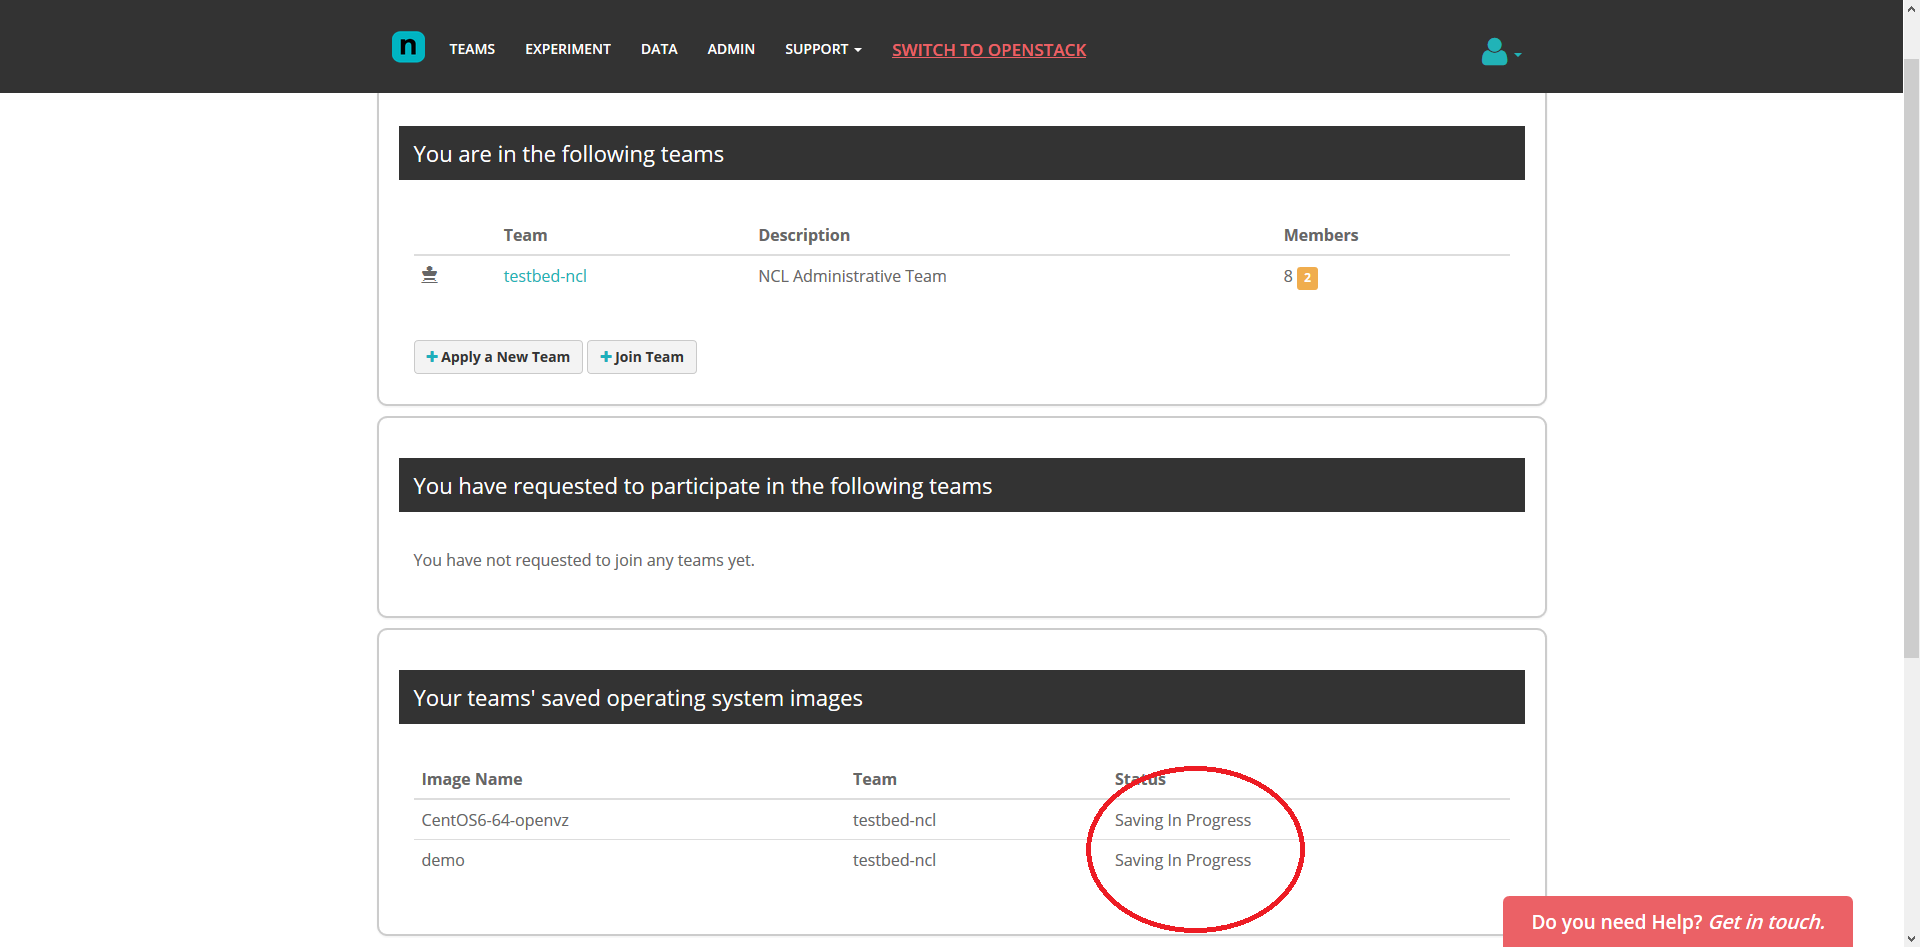 n TEAMS EXPERIMENT DATA ADMIN SUPPORT SWITCH TO OPENSTACK
You are in the following teams
Team Description Members
testbed-ncl NCL Administrative Team 8 2
Apply a New Team Join Team
You have requested to participate in the following teams
You have not requested to join any teams yet.
Your teams' saved operating system images
Image Name Team Status
CentOS6-64-openvz testbed-ncl Saving In Progress
demo testbed-ncl Saving In Progress
Do you need Help? Get in touch.